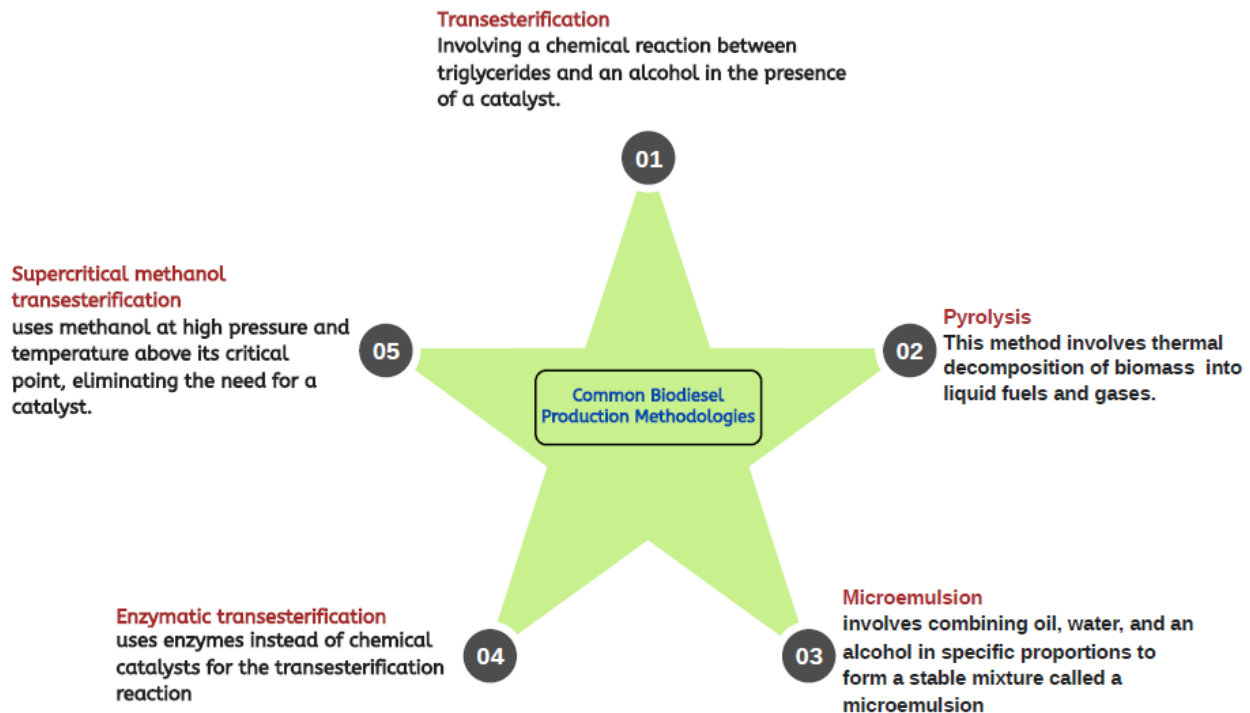 Transesterification
Involving a chemical reaction between
triglycerides and an alcohol in the presence
of a catalyst.
01
Supercritical methanol
transesterification
uses methanol at high pressure and
temperature above its critical
point, eliminating the need for a
catalyst.
05
02
Pyrolysis
This method involves thermal
decomposition of biomass into
liquid fuels and gases.
Common Biodiesel
Production Methodologies
Enzymatic transesterification
uses enzymes instead of chemical
catalysts for the transesterification
reaction
04
03
Microemulsion
involves combining oil, water, and an
alcohol in specific proportions to
form a stable mixture called a
microemulsion